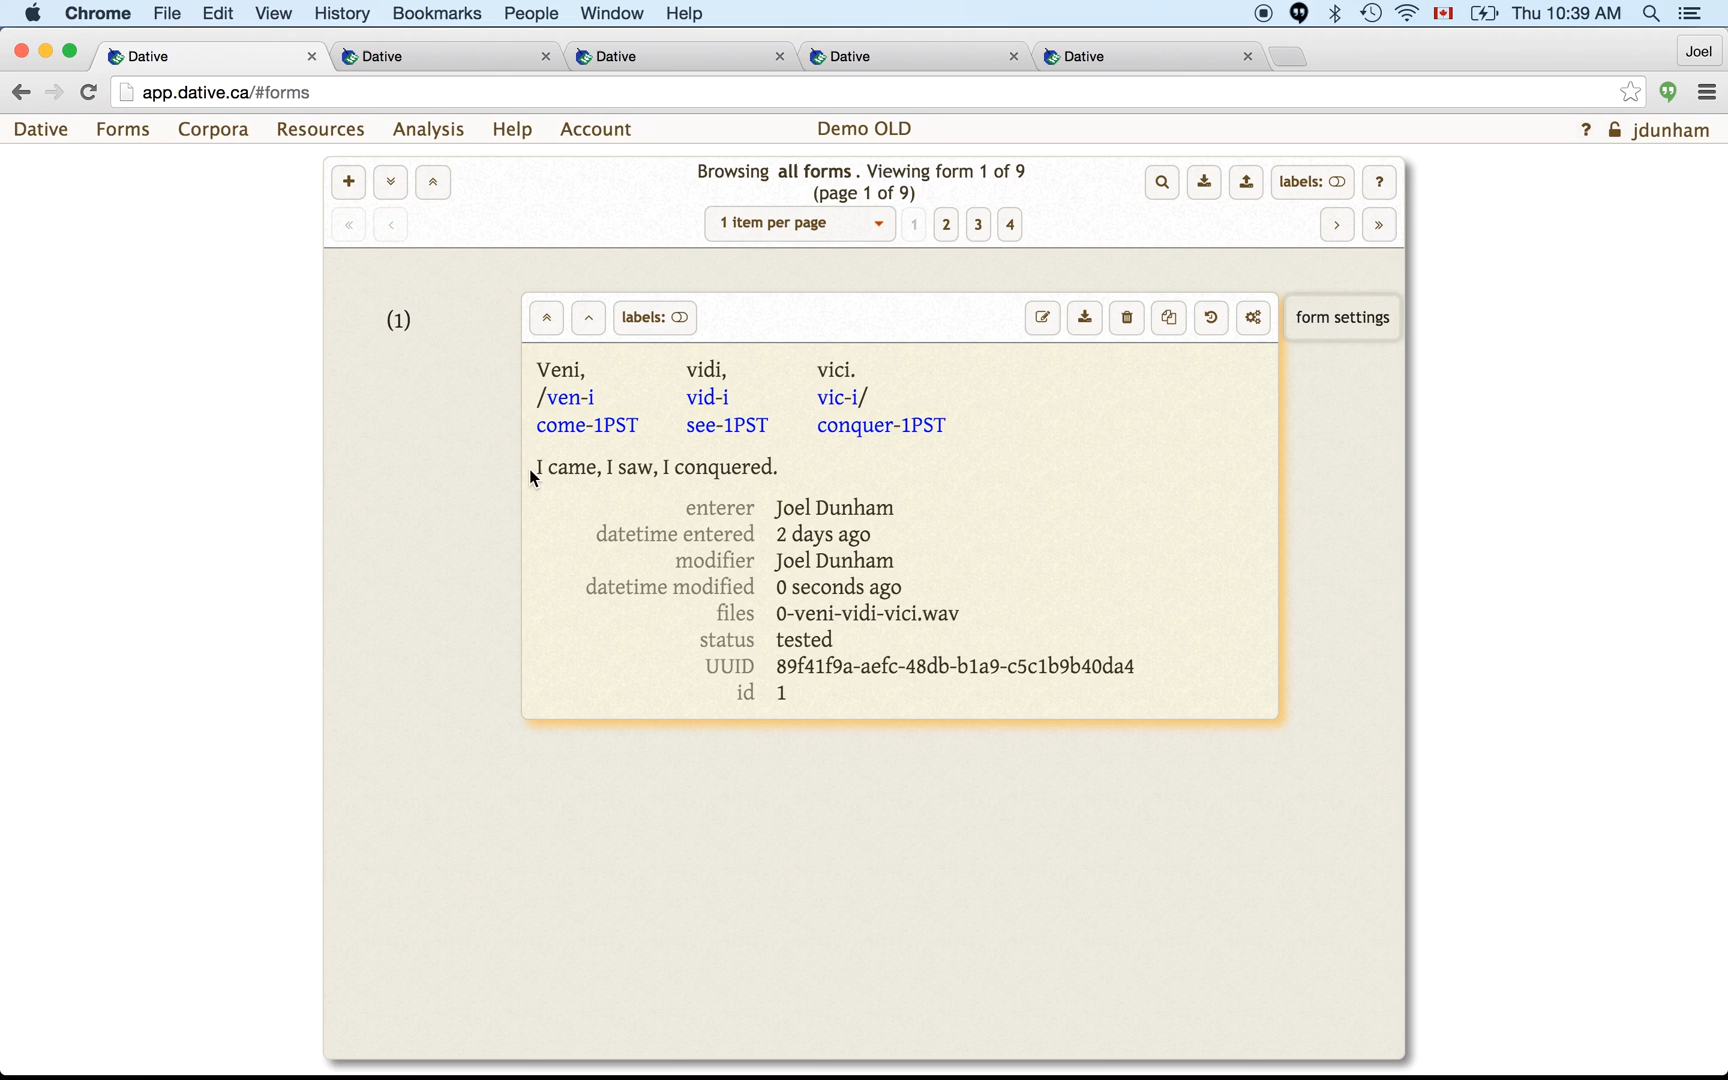 Chrome File Edit View History Bookmarks People Window Help Thu 10:39 AM
Dative Dative Dative Dative Dative Joel
app.dative.ca/#forms
Dative Forms Corpora Resources Analysis Help Account Demo OLD ? jdunham
Browsing all forms . Viewing form 1 of 9
(page 1 of 9)
labels: ?
1 item per page 1 2 3 4
(1)
labels:
form settings
Veni, vidi, vici.
/ven-i vid-i vic-i/
come-1PST see-1PST conquer-1PST
I came, I saw, I conquered.
enterer Joel Dunham
datetime entered 2 days ago
modifier Joel Dunham
datetime modified 0 seconds ago
files 0-veni-vidi-vici.wav
status tested
UUID 89f41f9a-aefc-48db-b1a9-c5c1b9b40da4
id 1